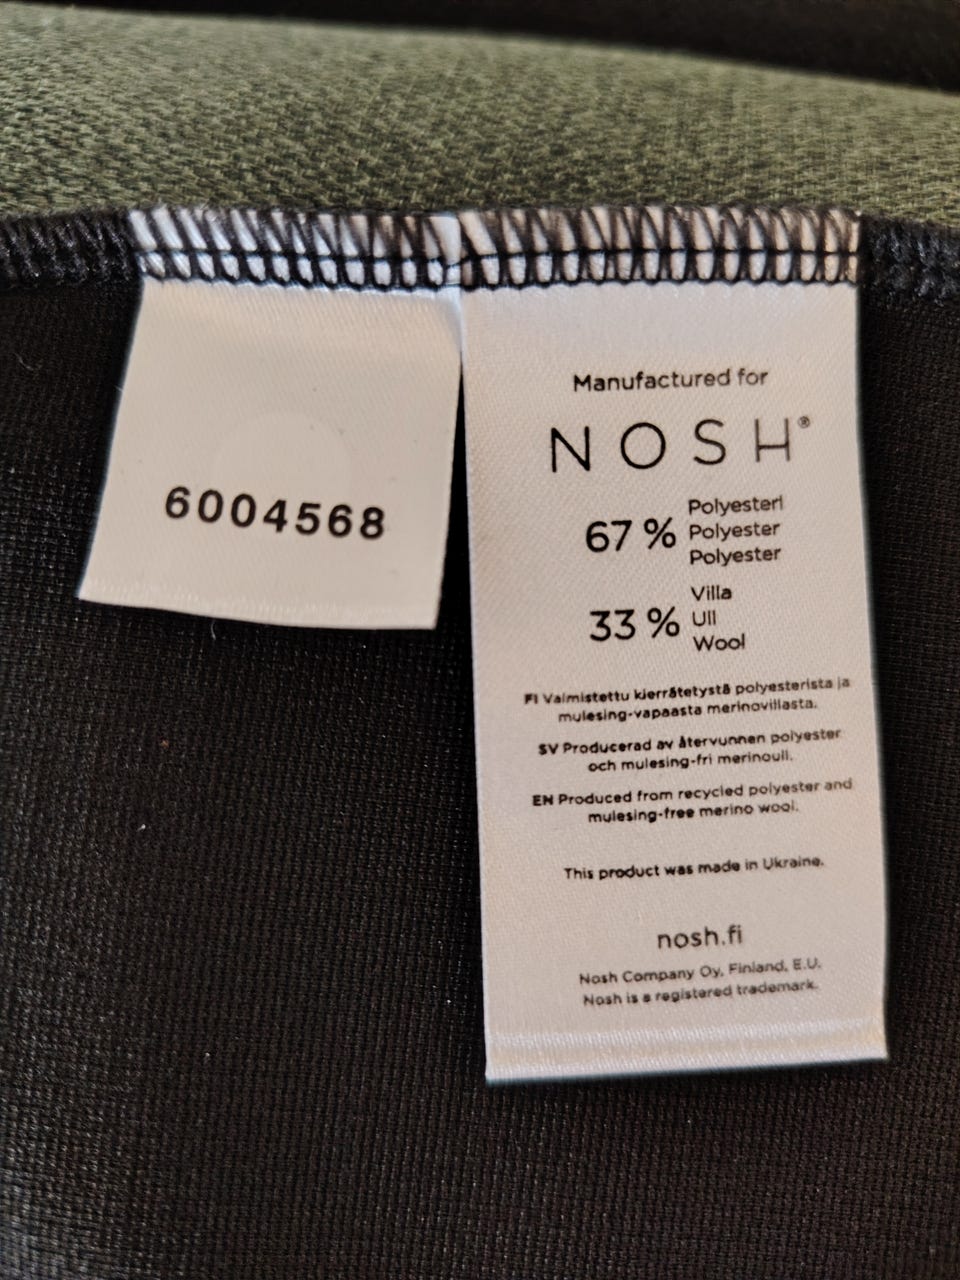 6004568
Manufactured for
NOSH®
67 %
Polyesteri
Polyester
Polyester
33 %
Villa
Ull
Wool
FI Valmistettu kierrätetystä polyesterista ja
mulesing-vapaasta merinovillasta.
SV Producerad av återvunnen polyester
och mulesing-fri merinoull.
EN Produced from recycled polyester and
mulesing-free merino wool.
This product was made in Ukraine.
nosh.fi
Nosh Company Oy, Finland, E.U.
Nosh is a registered trademark.